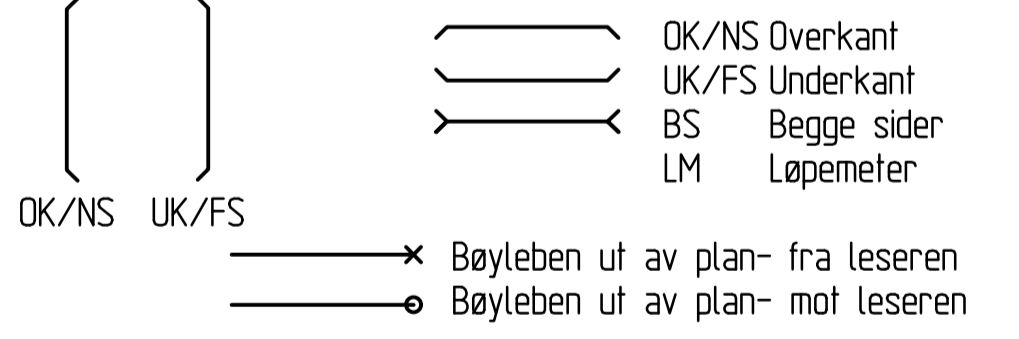 OK/NS Overkant
UK/FS Underkant
BS Begge sider
LM Løpemeter
OK/NS UK/FS
Bøyleben ut av plan- fra leseren
Bøyleben ut av plan- mot leseren